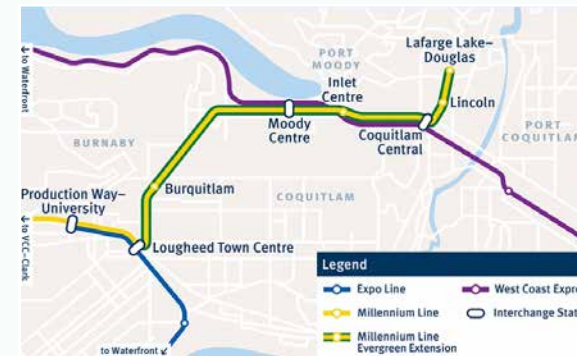 PORT
MOODY
Lafarge Lake–
Douglas
← to Waterfront
Inlet
Centre
Lincoln
Moody
Centre
Coquitlam
Central
PORT
COQUITLAM
BURNABY
Burquitlam
COQUITLAM
Production Way–
University
← to VCC–Clark
Lougheed Town Centre
to Waterfront ↙
Legend
Expo Line
West Coast Expr
Millennium Line
Interchange Stat
Millennium Line
Evergreen Extension